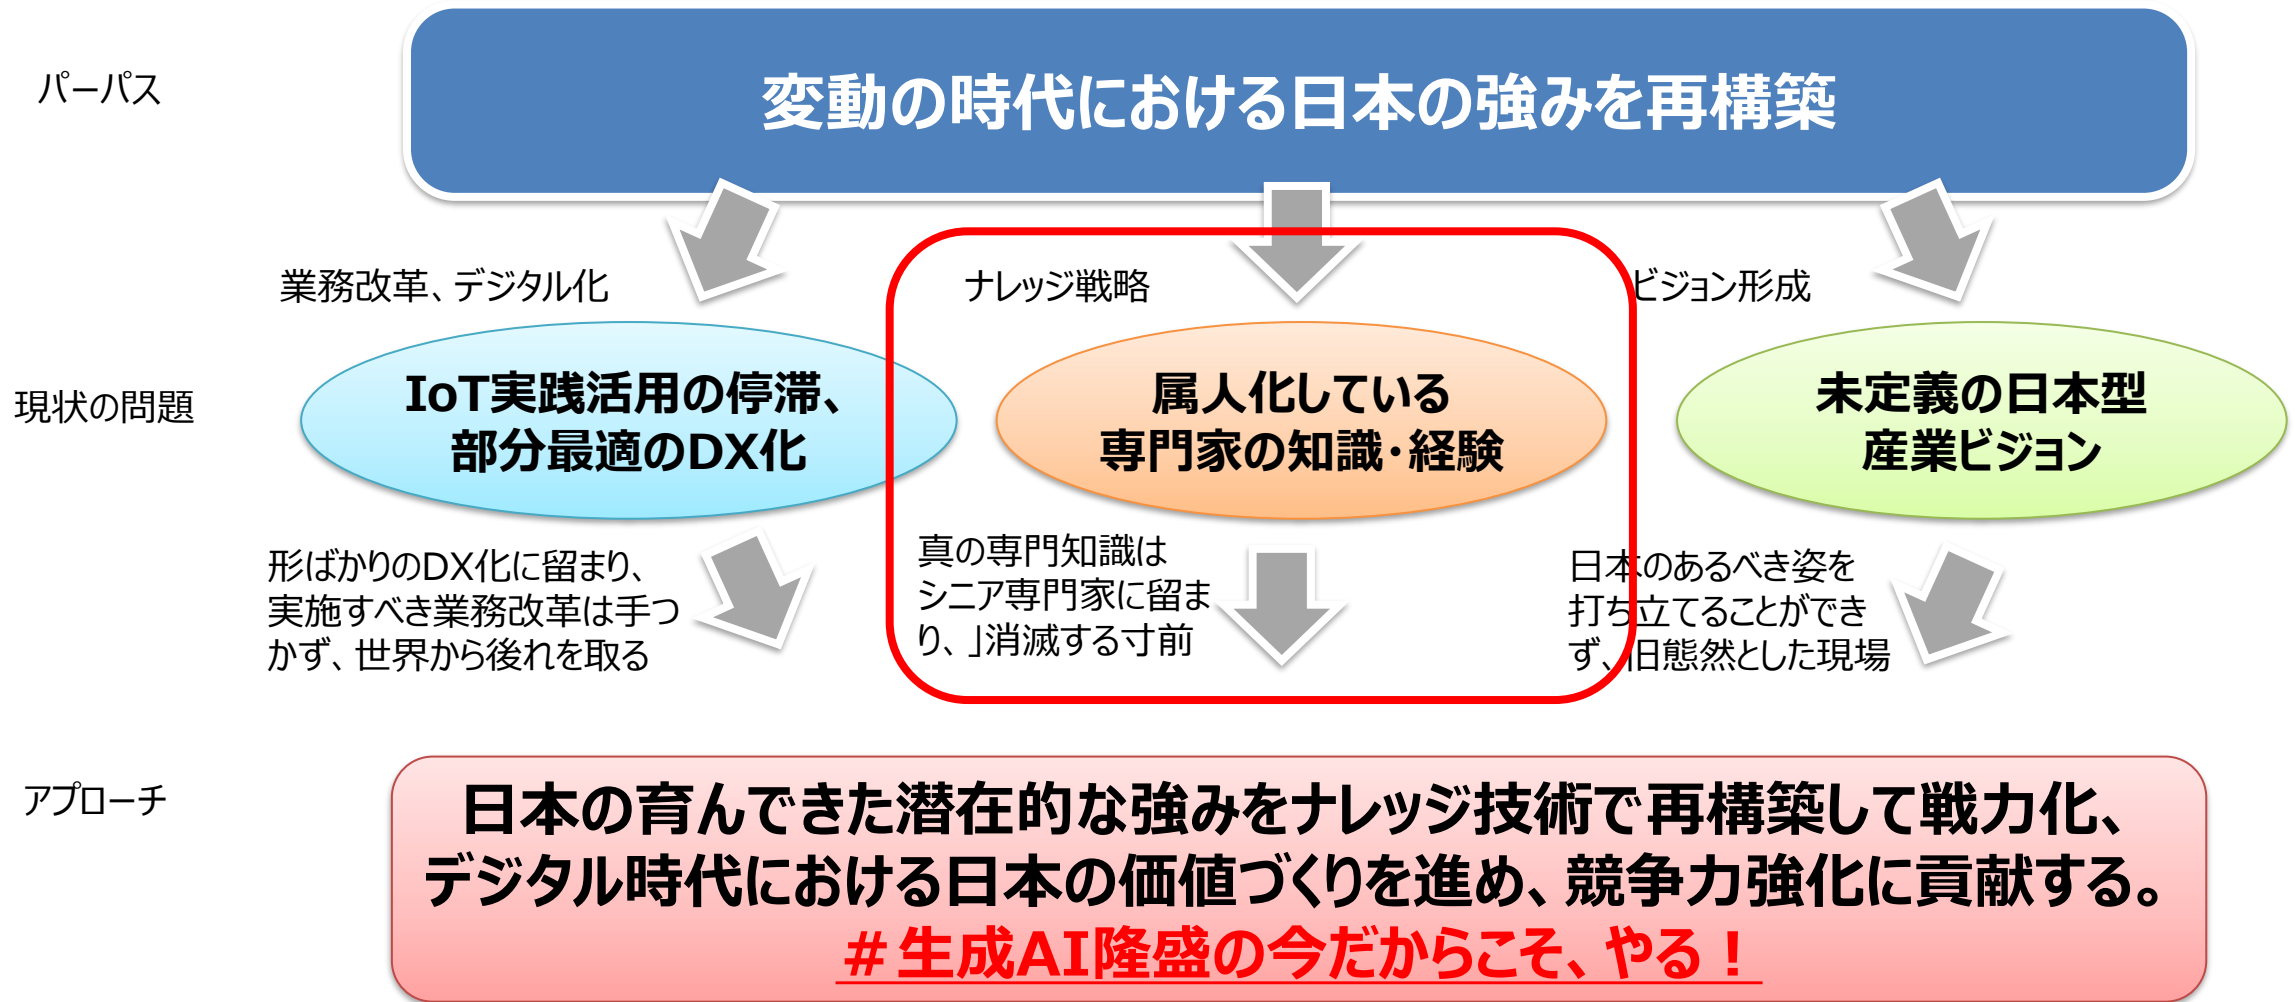 パーパス
変動の時代における日本の強みを再構築
業務改革、デジタル化
ナレッジ戦略
ビジョン形成
現状の問題
IoT実践活用の停滞、
部分最適のDX化
属人化している
専門家の知識・経験
未定義の日本型
産業ビジョン
形ばかりのDX化に留まり、
実施すべき業務改革は手つ
かず、世界から後れを取る
真の専門知識は
シニア専門家に留ま
り、」消滅する寸前
日本のあるべき姿を
打ち立てることができ
ず、旧態然とした現場
アプローチ
日本の育んできた潜在的な強みをナレッジ技術で再構築して戦力化、
デジタル時代における日本の価値づくりを進め、競争力強化に貢献する。
＃生成AI隆盛の今だからこそ、やる！